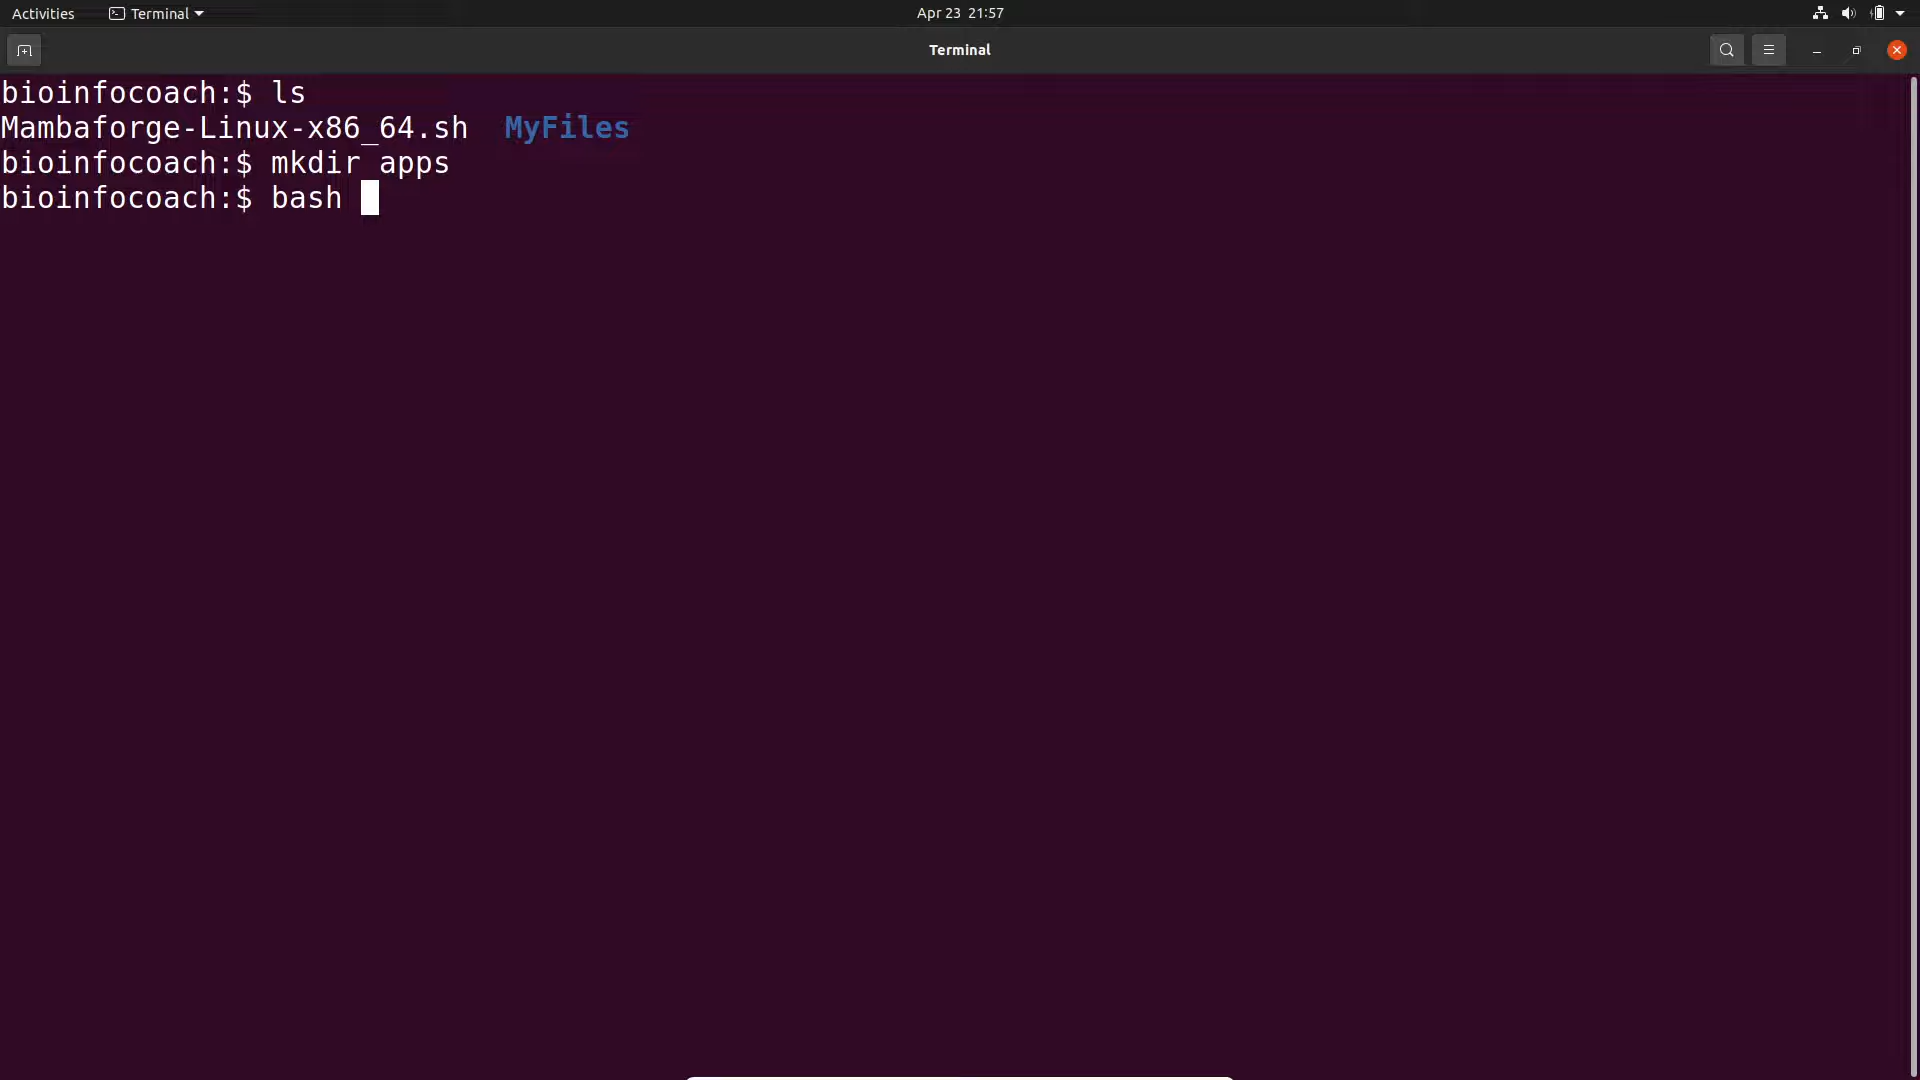 Activities Terminal Apr 23 21:57
Terminal
bioinfocoach:$ ls
Mambaforge-Linux-x86_64.sh MyFiles
bioinfocoach:$ mkdir apps
bioinfocoach:$ bash